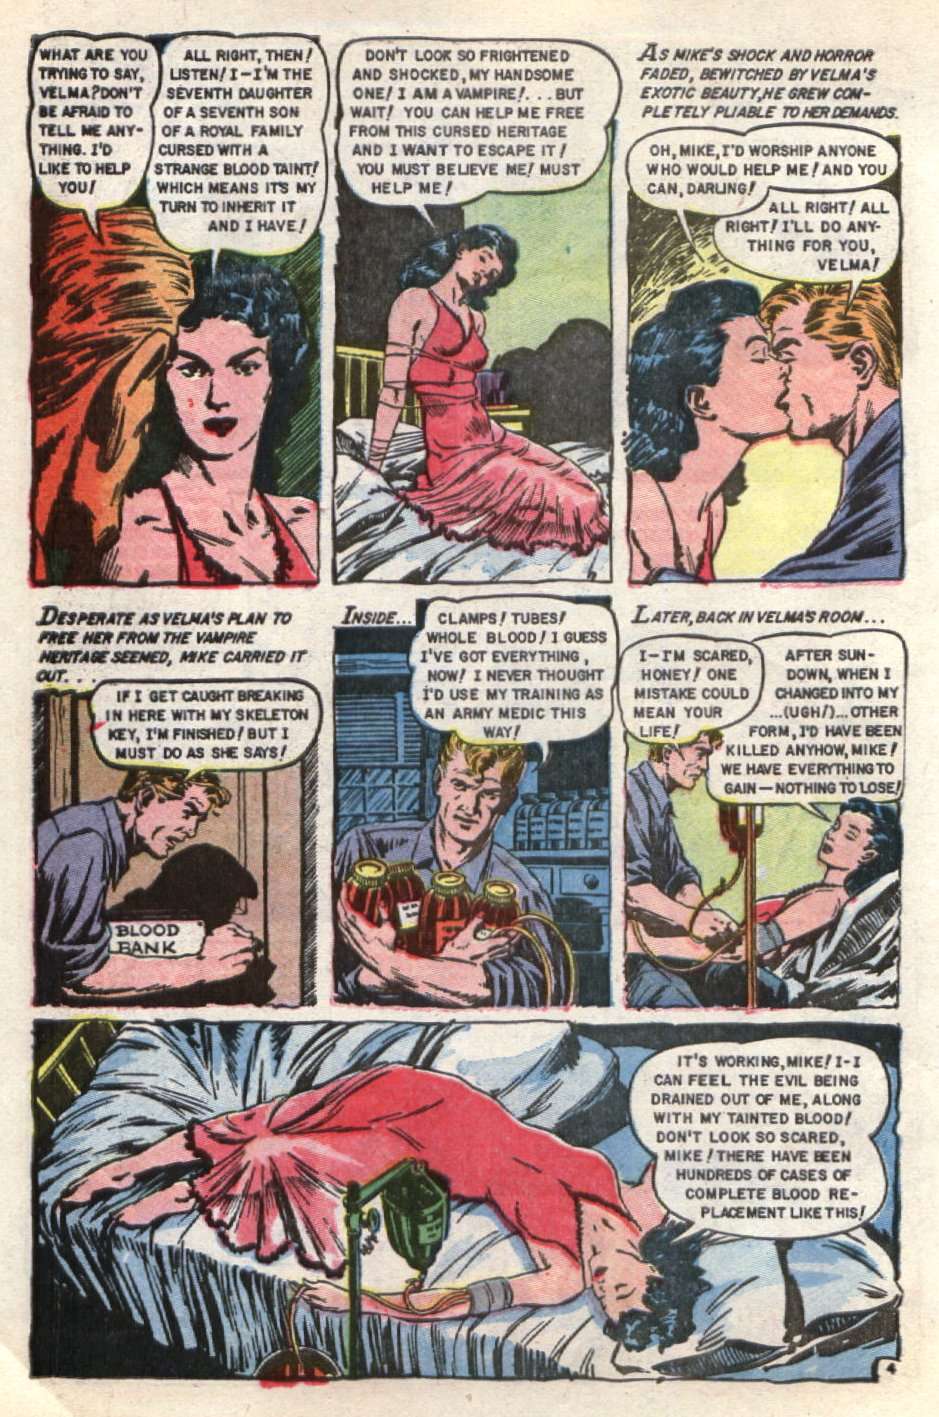 WHAT ARE YOU
TRYING TO SAY,
VELMA? DON'T
BE AFRAID TO
TELL ME ANY-
THING. I'D
LIKE TO HELP
YOU!
ALL RIGHT, THEN!
LISTEN! I-I'M THE
SEVENTH DAUGHTER
OF A SEVENTH SON
OF A ROYAL FAMILY
CURSED WITH A
STRANGE BLOOD TAINT!
WHICH MEANS IT'S MY
TURN TO INHERIT IT
AND I HAVE!
DON'T LOOK SO FRIGHTENED
AND SHOCKED, MY HANDSOME
ONE! I AM A VAMPIRE!...BUT
WAIT! YOU CAN HELP ME FREE
FROM THIS CURSED HERITAGE
AND I WANT TO ESCAPE IT!
YOU MUST BELIEVE ME! MUST
HELP ME!
AS MIKE'S SHOCK AND HORROR
FADED, BEWITCHED BY VELMA'S
EXOTIC BEAUTY, HE GREW COM-
PLETELY PLIABLE TO HER DEMANDS.
OH, MIKE, I'D WORSHIP ANYONE
WHO WOULD HELP ME! AND YOU
CAN, DARLING!
ALL RIGHT! ALL
RIGHT! I'LL DO ANY-
THING FOR YOU,
VELMA!
DESPERATE AS VELMA'S PLAN TO
FREE HER FROM THE VAMPIRE
HERITAGE SEEMED, MIKE CARRIED IT
OUT...
IF I GET CAUGHT BREAKING
IN HERE WITH MY SKELETON
KEY, I'M FINISHED! BUT I
MUST DO AS SHE SAYS!
BLOOD
BANK
INSIDE...
CLAMPS! TUBES!
WHOLE BLOOD! I GUESS
I'VE GOT EVERYTHING,
NOW! I NEVER THOUGHT
I'D USE MY TRAINING AS
AN ARMY MEDIC THIS
WAY!
LATER, BACK IN VELMA'S ROOM...
I-I'M SCARED,
HONEY! ONE
MISTAKE COULD
MEAN YOUR
LIFE!
AFTER SUN-
DOWN, WHEN I
CHANGED INTO MY
...(UGH!)...OTHER
FORM, I'D HAVE BEEN
KILLED ANYHOW, MIKE!
WE HAVE EVERYTHING TO
GAIN — NOTHING TO LOSE!
IT'S WORKING, MIKE! I-I
CAN FEEL THE EVIL BEING
DRAINED OUT OF ME, ALONG
WITH MY TAINTED BLOOD!
DON'T LOOK SO SCARED,
MIKE! THERE HAVE BEEN
HUNDREDS OF CASES OF
COMPLETE BLOOD RE-
PLACEMENT LIKE THIS!
4